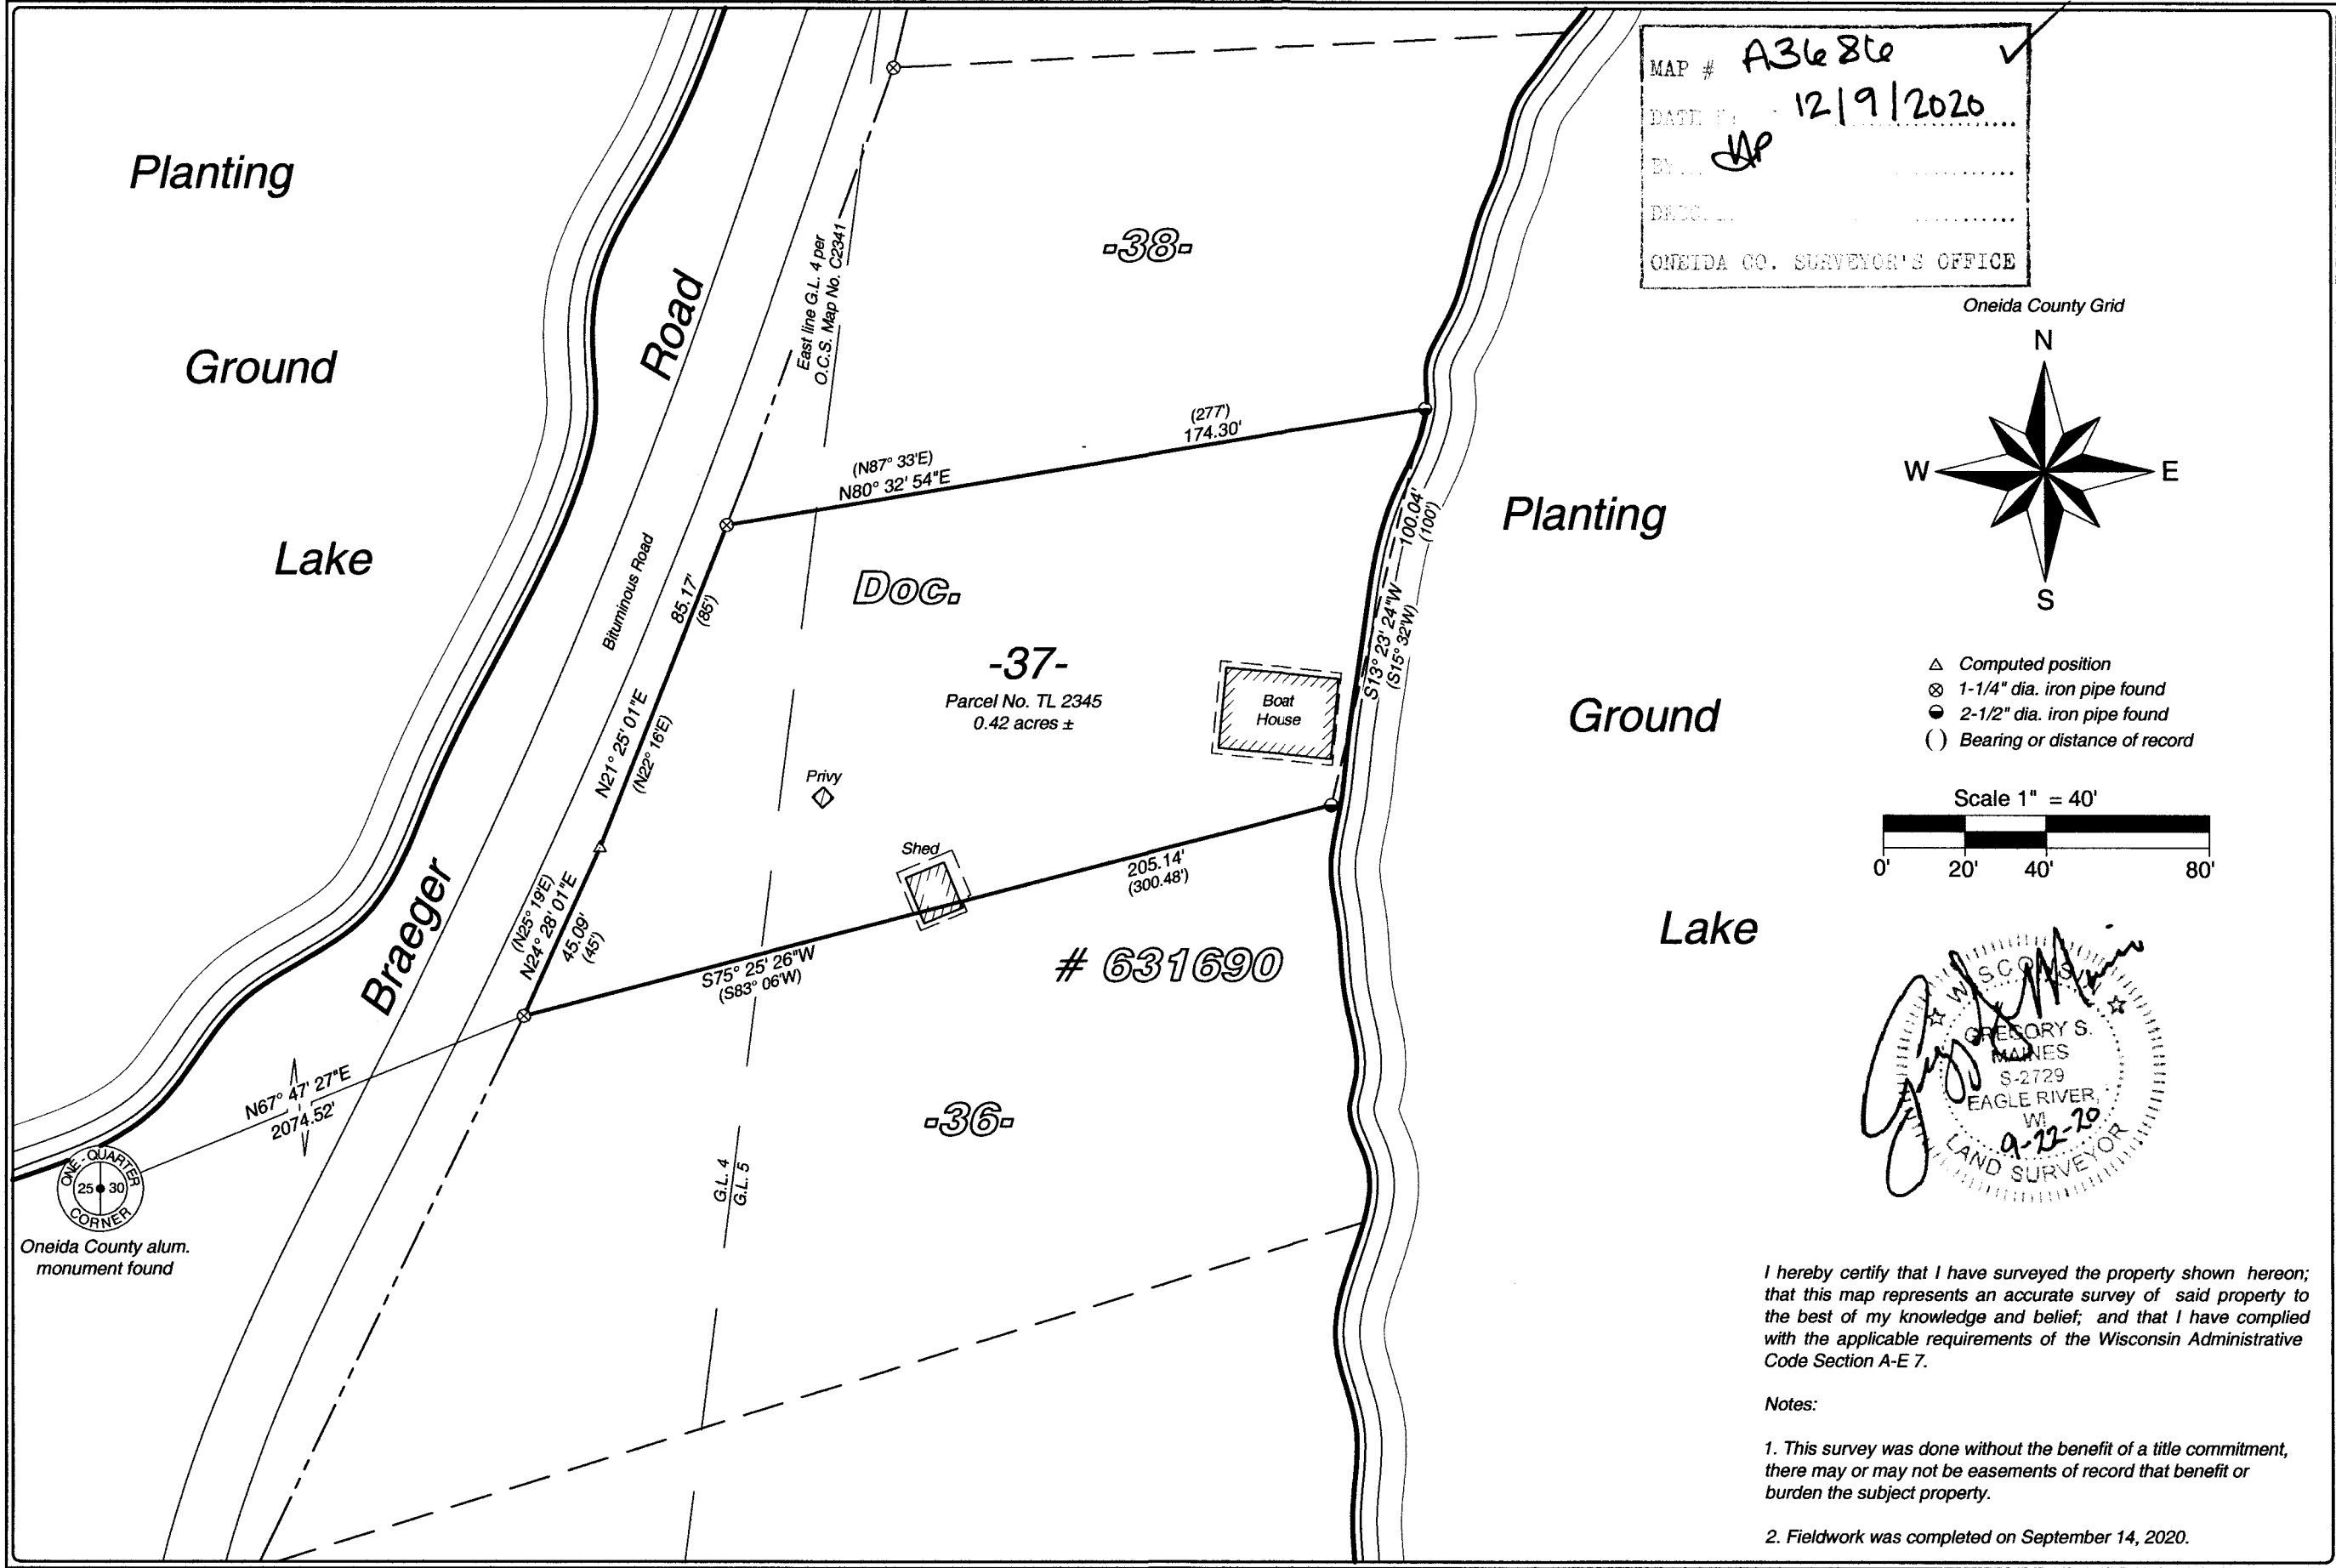 MAP # A3686
DATE 12/9/2020
ONEIDA CO. SURVEYOR'S OFFICE
Oneida County Grid
N
W
E
S
Planting
Ground
Lake
Road
Braeger
Bituminous Road
East line G.L. 4 per
O.C.S. Map No. C2341
-38-
(277')
174.30'
(N87° 33'E)
N80° 32' 54"E
85.17'
(85')
N21° 25' 01"E
(N22° 16'E)
Doc.
-37-
Parcel No. TL 2345
0.42 acres ±
Boat
House
Privy
Shed
100.04'
(100')
S13° 23' 24"W
(S15° 32'W)
Planting
Ground
Lake
(N25° 19'E)
N24° 28' 01"E
45.09'
(45')
205.14'
(300.48')
S75° 25' 26"W
(S83° 06'W)
# 631690
-36-
G.L. 4
G.L. 5
N67° 47' 27"E
2074.52'
ONE-QUARTER
25 30
CORNER
Oneida County alum.
monument found
Computed position
1-1/4" dia. iron pipe found
2-1/2" dia. iron pipe found
( ) Bearing or distance of record
Scale 1" = 40'
0' 20' 40' 80'
GREGORY S.
MAINES
S-2729
EAGLE RIVER,
WI
9-22-20
LAND SURVEYOR
I hereby certify that I have surveyed the property shown hereon;
that this map represents an accurate survey of said property to
the best of my knowledge and belief; and that I have complied
with the applicable requirements of the Wisconsin Administrative
Code Section A-E 7.
Notes:
1. This survey was done without the benefit of a title commitment,
there may or may not be easements of record that benefit or
burden the subject property.
2. Fieldwork was completed on September 14, 2020.